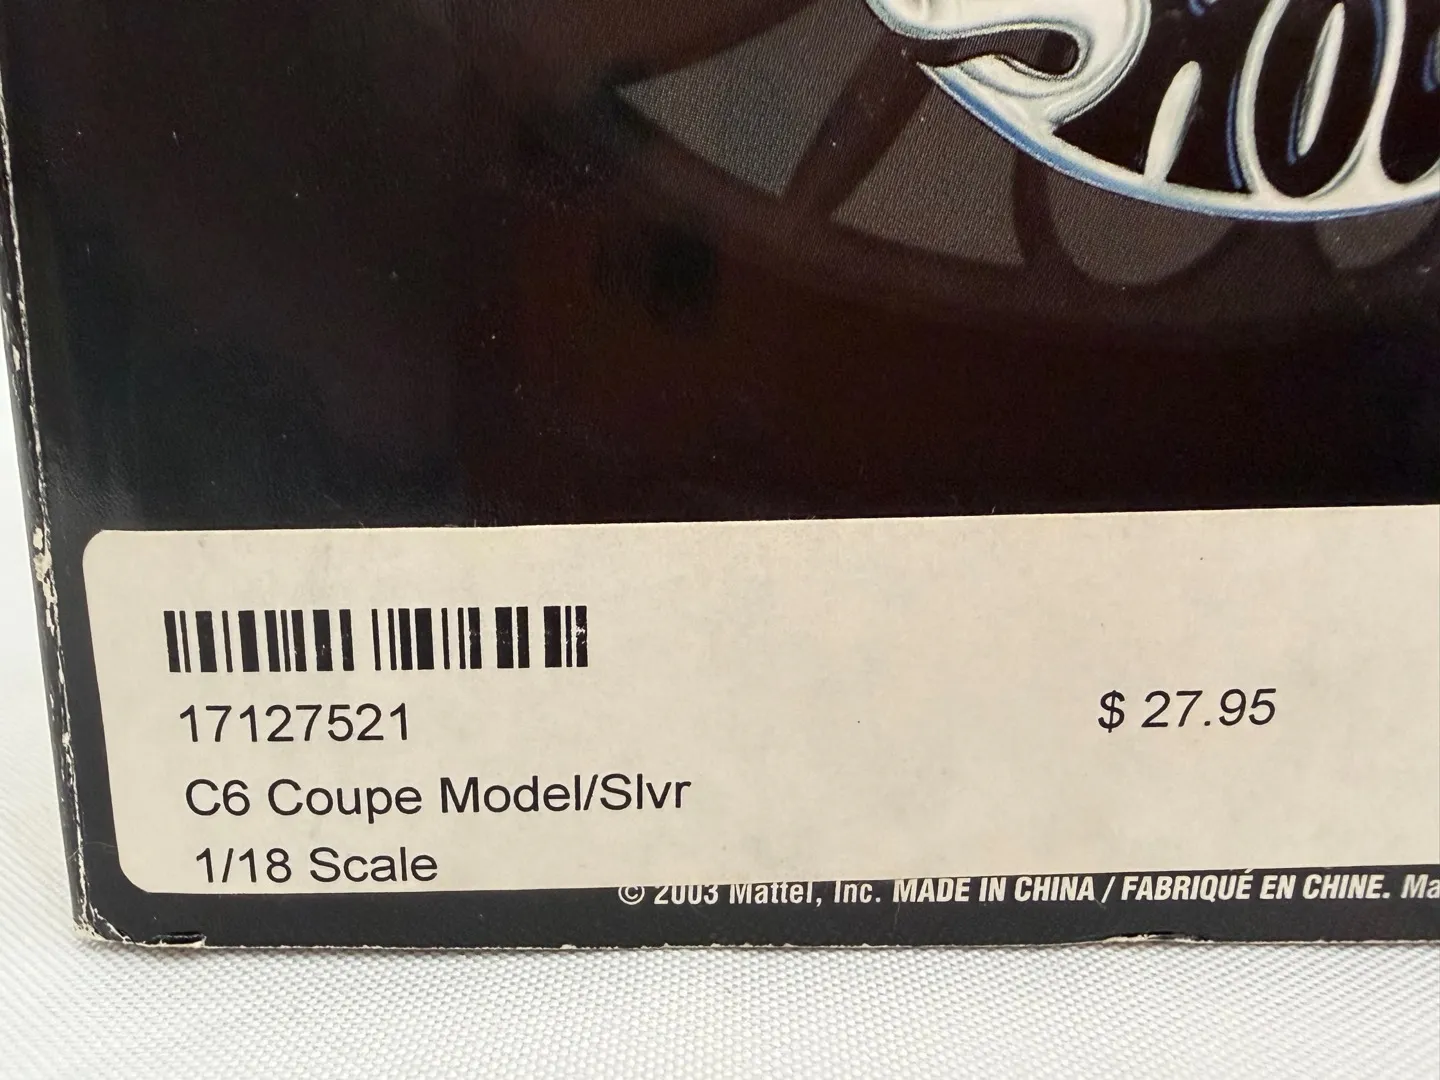 17127521
$ 27.95
C6 Coupe Model/Slvr
1/18 Scale
© 2003 Mattel, Inc. MADE IN CHINA / FABRIQUÉ EN CHINE.